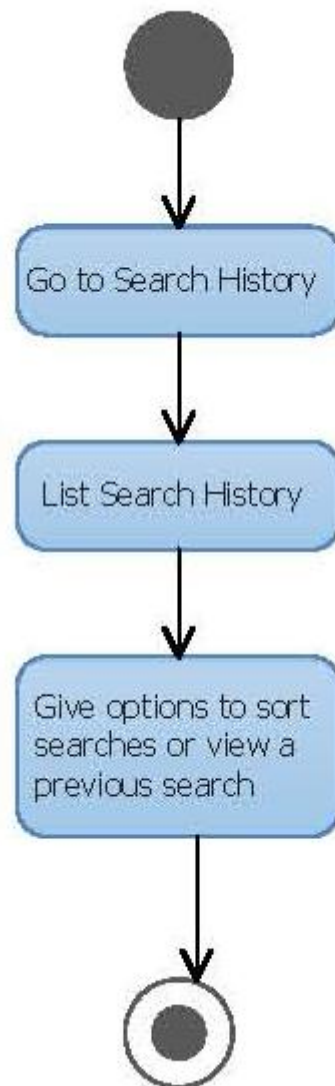 Go to Search History
List Search History
Give options to sort
searches or view a
previous search